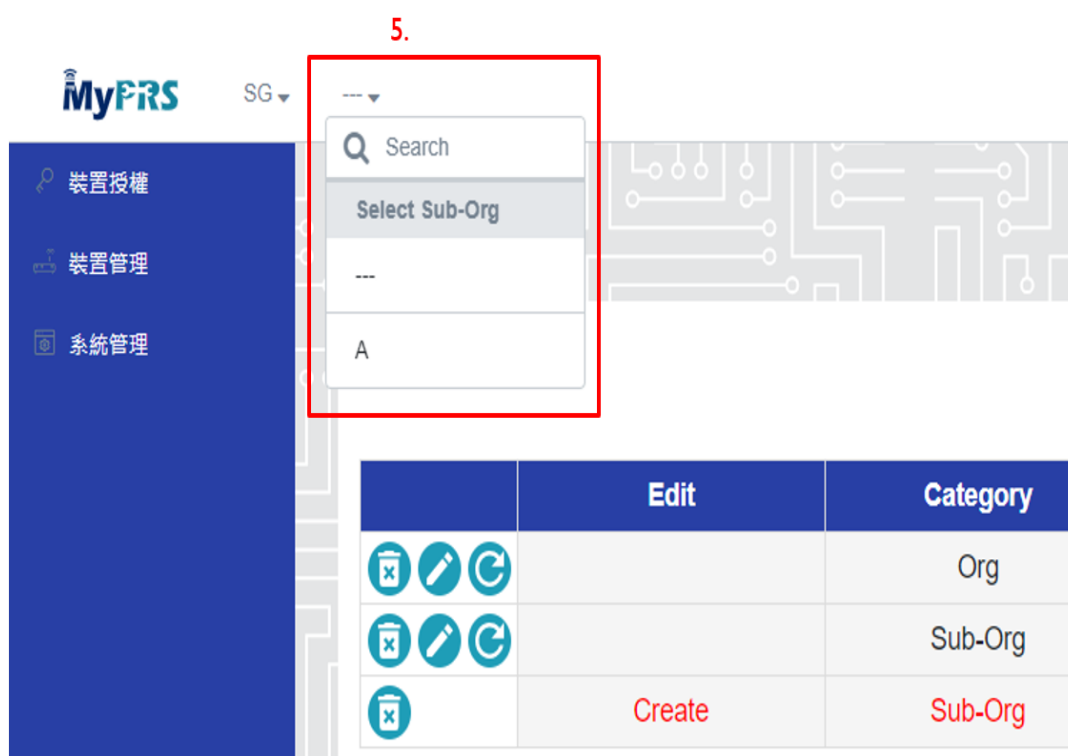 5.
MyPRS
SG
---
Search
Select Sub-Org
---
A
裝置授權
裝置管理
系統管理
Edit Category
Org
Sub-Org
Create Sub-Org